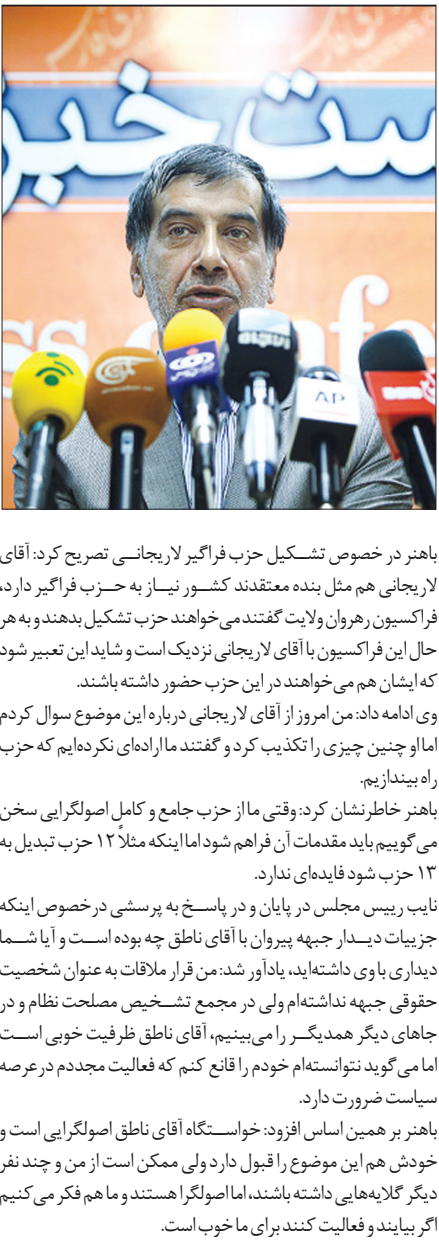 ست خبر
ss Confe
AP
باهنر در خصوص تشـکیل حزب فراگیر لاریجانـی تصریح کرد: آقای
لاریجانی هم مثل بنده معتقدند کشـور نیـاز به حـزب فراگیر دارد،
فراکسیون رهروان ولایت گفتند می‌خواهند حزب تشکیل بدهند و به هر
حال این فراکسیون با آقای لاریجانی نزدیک است و شاید این تعبیر شود
که ایشان هم می‌خواهند در این حزب حضور داشته باشند.
وی ادامه داد: من امروز از آقای لاریجانی درباره این موضوع سوال کردم
اما او چنین چیزی را تکذیب کرد و گفتند ما اراده‌ای نکرده‌ایم که حزب
راه بیندازیم.
باهنر خاطرنشان کرد: وقتی ما از حزب جامع و کامل اصولگرایی سخن
می‌گوییم باید مقدمات آن فراهم شود اما اینکه مثلاً ۱۲ حزب تبدیل به
۱۳ حزب شود فایده‌ای ندارد.
نایب رییس مجلس در پایان و در پاسـخ به پرسشی درخصوص اینکه
جزییات دیـدار جبهه پیروان با آقای ناطق چه بوده اسـت و آیا شـما
دیداری با وی داشته‌اید، یادآور شد: من قرار ملاقات به عنوان شخصیت
حقوقی جبهه نداشته‌ام ولی در مجمع تشـخیص مصلحت نظام و در
جاهای دیگر همدیگـر را می‌بینیم، آقای ناطق ظرفیت خوبی اسـت
اما می‌گوید نتوانسته‌ام خودم را قانع کنم که فعالیت مجددم در عرصه
سیاست ضرورت دارد.
باهنر بر همین اساس افزود: خواسـتگاه آقای ناطق اصولگرایی است و
خودش هم این موضوع را قبول دارد ولی ممکن است از من و چند نفر
دیگر گلایه‌هایی داشته باشند، اما اصولگرا هستند و ما هم فکر می‌کنیم
اگر بیایند و فعالیت کنند برای ما خوب است.